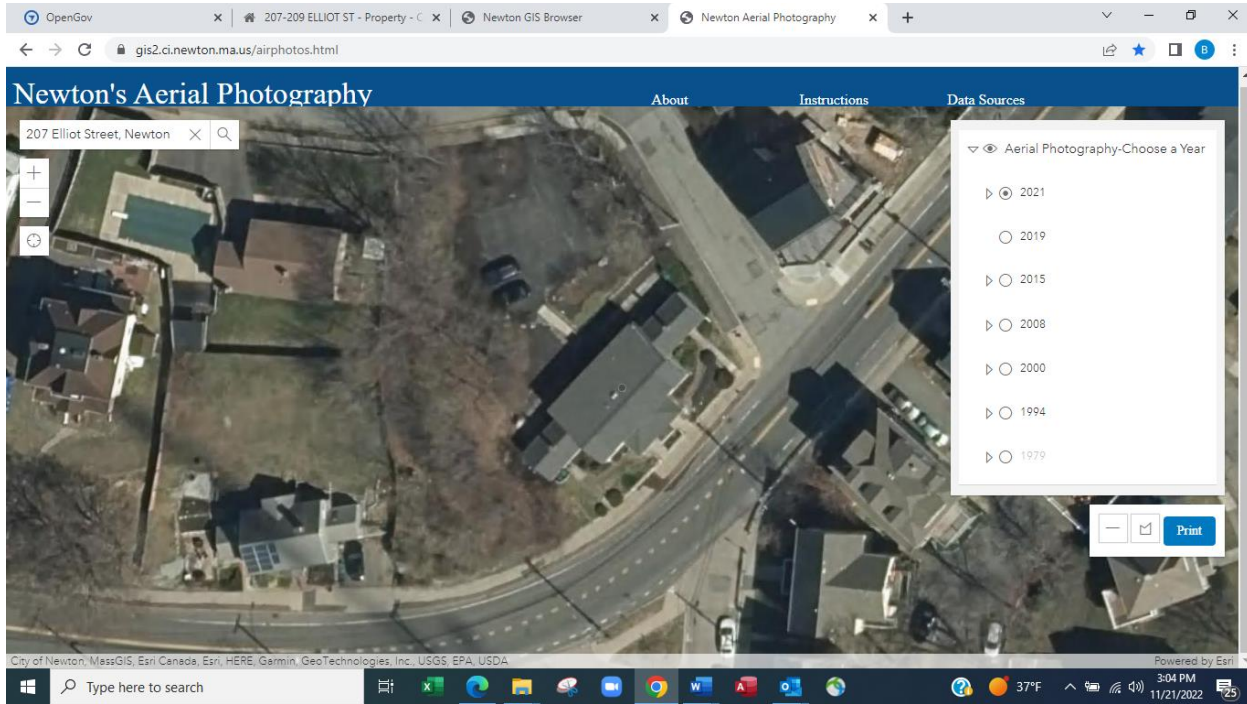 OpenGov
207-209 ELLIOT ST - Property - C
Newton GIS Browser
Newton Aerial Photography
gis2.ci.newton.ma.us/airphotos.html
B
Newton's Aerial Photography
About
Instructions
Data Sources
207 Elliot Street, Newton
Aerial Photography-Choose a Year
2021
2019
2015
2008
2000
1994
1979
Print
City of Newton, MassGIS, Esri Canada, Esri, HERE, Garmin, GeoTechnologies, Inc., USGS, EPA, USDA
Powered by Esri
Type here to search
37°F
3:04 PM
11/21/2022
25